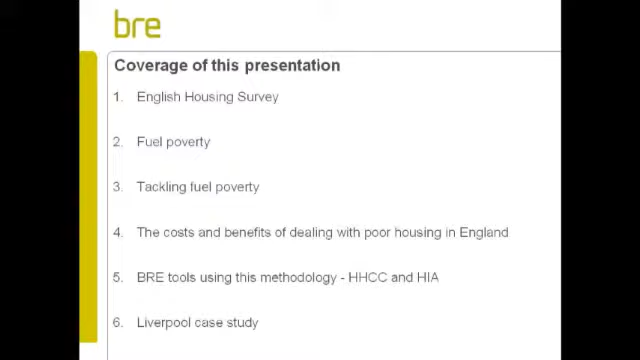 bre
Coverage of this presentation
1. English Housing Survey
2. Fuel poverty
3. Tackling fuel poverty
4. The costs and benefits of dealing with poor housing in England
5. BRE tools using this methodology - HHCC and HIA
6. Liverpool case study